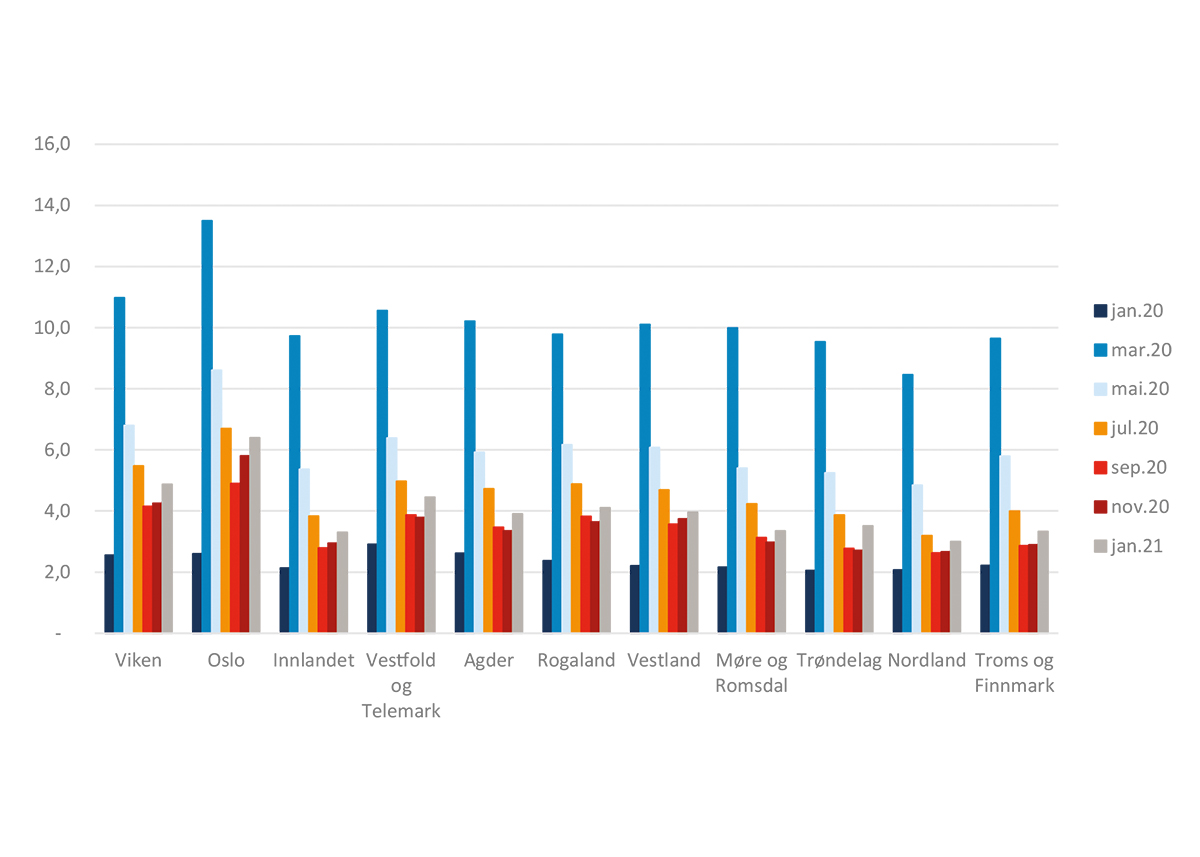 16,0
14,0
12,0
10,0
8,0
6,0
4,0
2,0
-
Viken
Oslo
Innlandet
Vestfold
og
Telemark
Agder
Rogaland
Vestland
Møre og
Romsdal
Trøndelag
Nordland
Troms og
Finnmark
jan.20
mar.20
mai.20
jul.20
sep.20
nov.20
jan.21